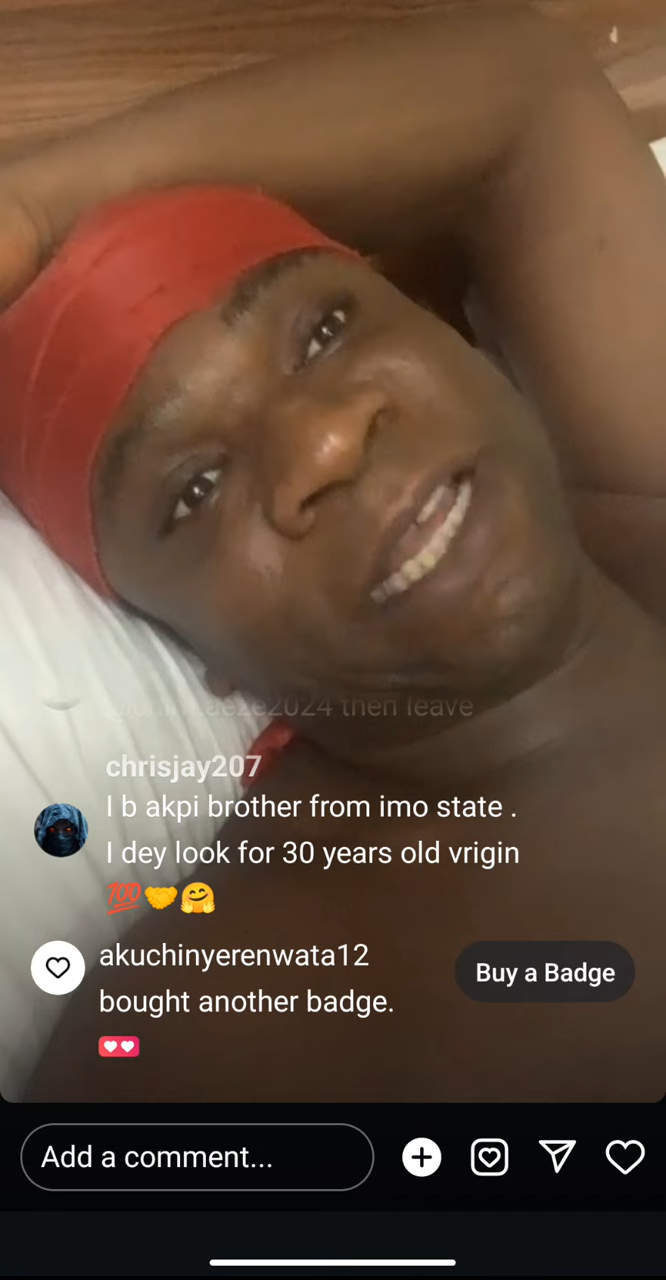 then leave
chrisjay207
I b akpi brother from imo state .
I dey look for 30 years old vrigin
💯🤝🤗
akuchinyerenwata12
bought another badge.
Buy a Badge
Add a comment...